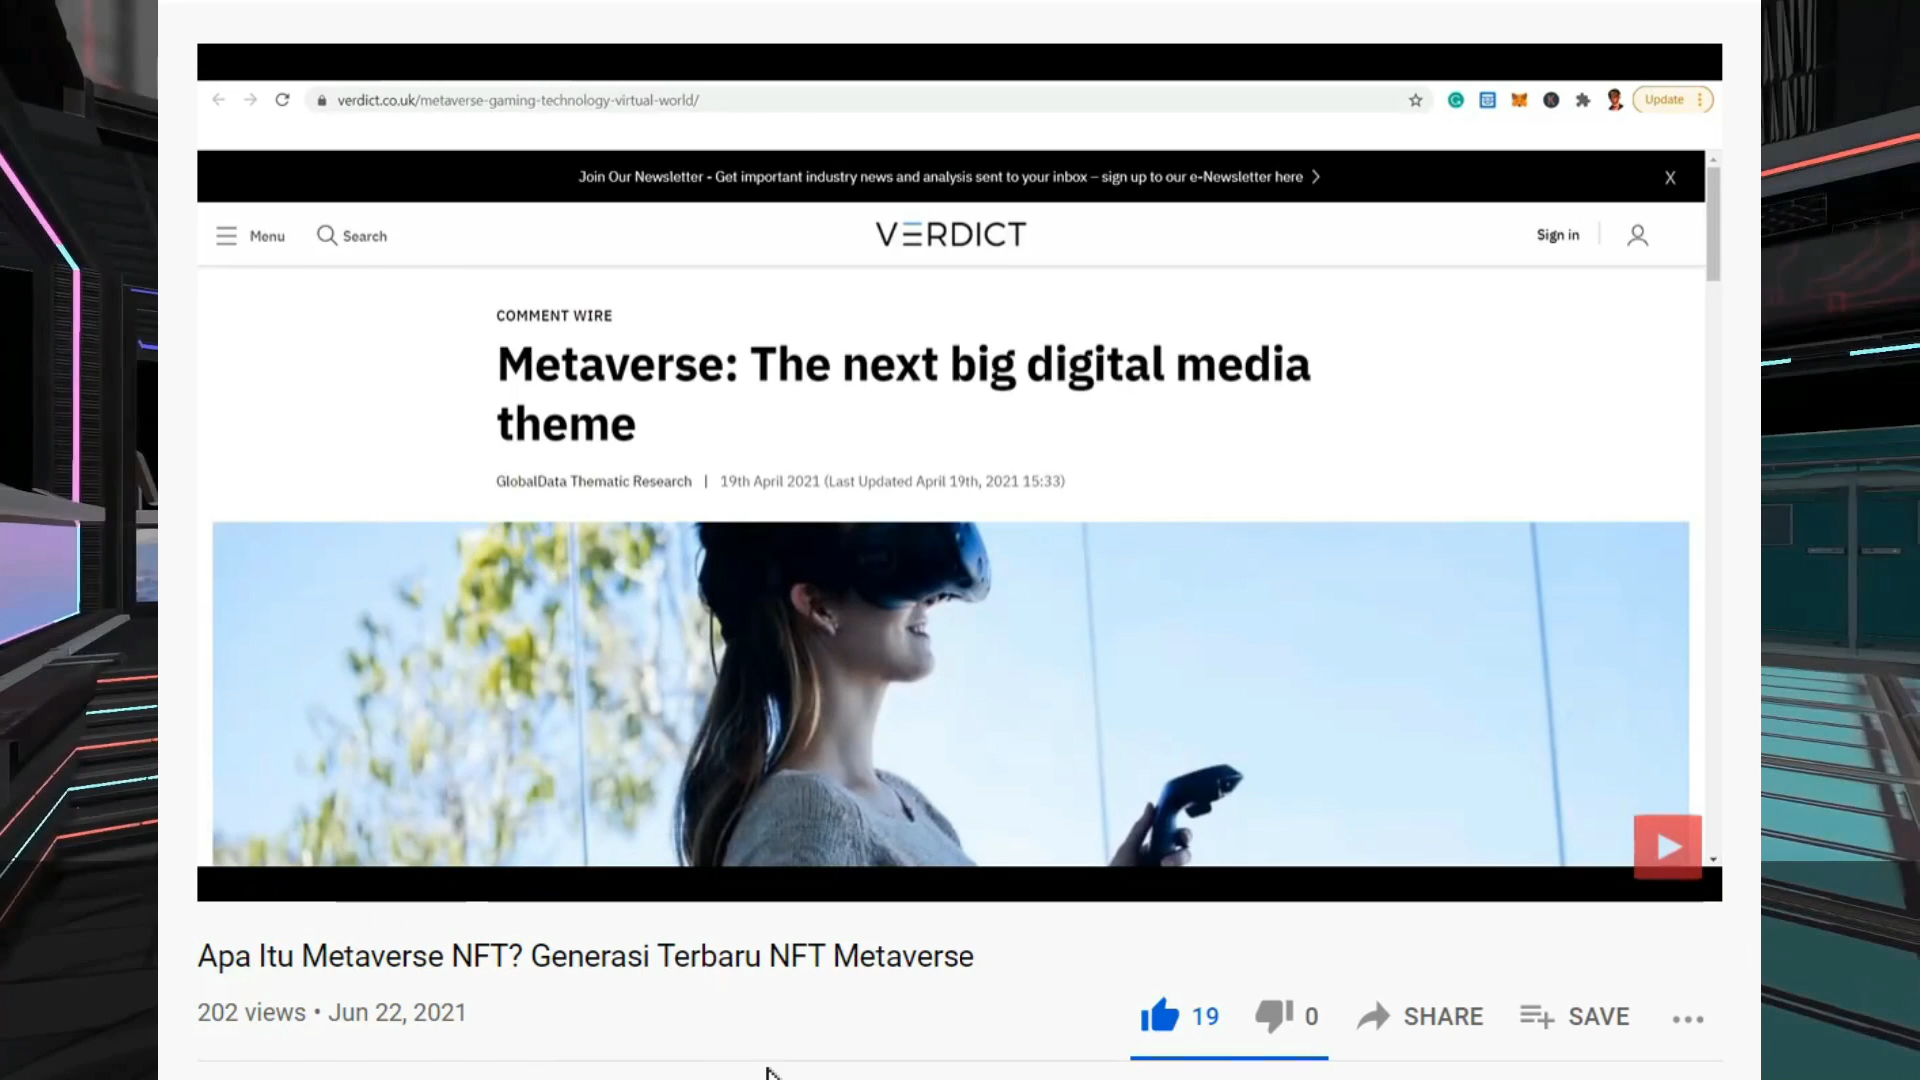 verdict.co.uk/metaverse-gaming-technology-virtual-world/
Update
Join Our Newsletter - Get important industry news and analysis sent to your inbox – sign up to our e-Newsletter here
X
Menu
Search
VERDICT
Sign in
COMMENT WIRE
Metaverse: The next big digital media
theme
GlobalData Thematic Research | 19th April 2021 (Last Updated April 19th, 2021 15:33)
Apa Itu Metaverse NFT? Generasi Terbaru NFT Metaverse
202 views • Jun 22, 2021
19
0
SHARE
SAVE